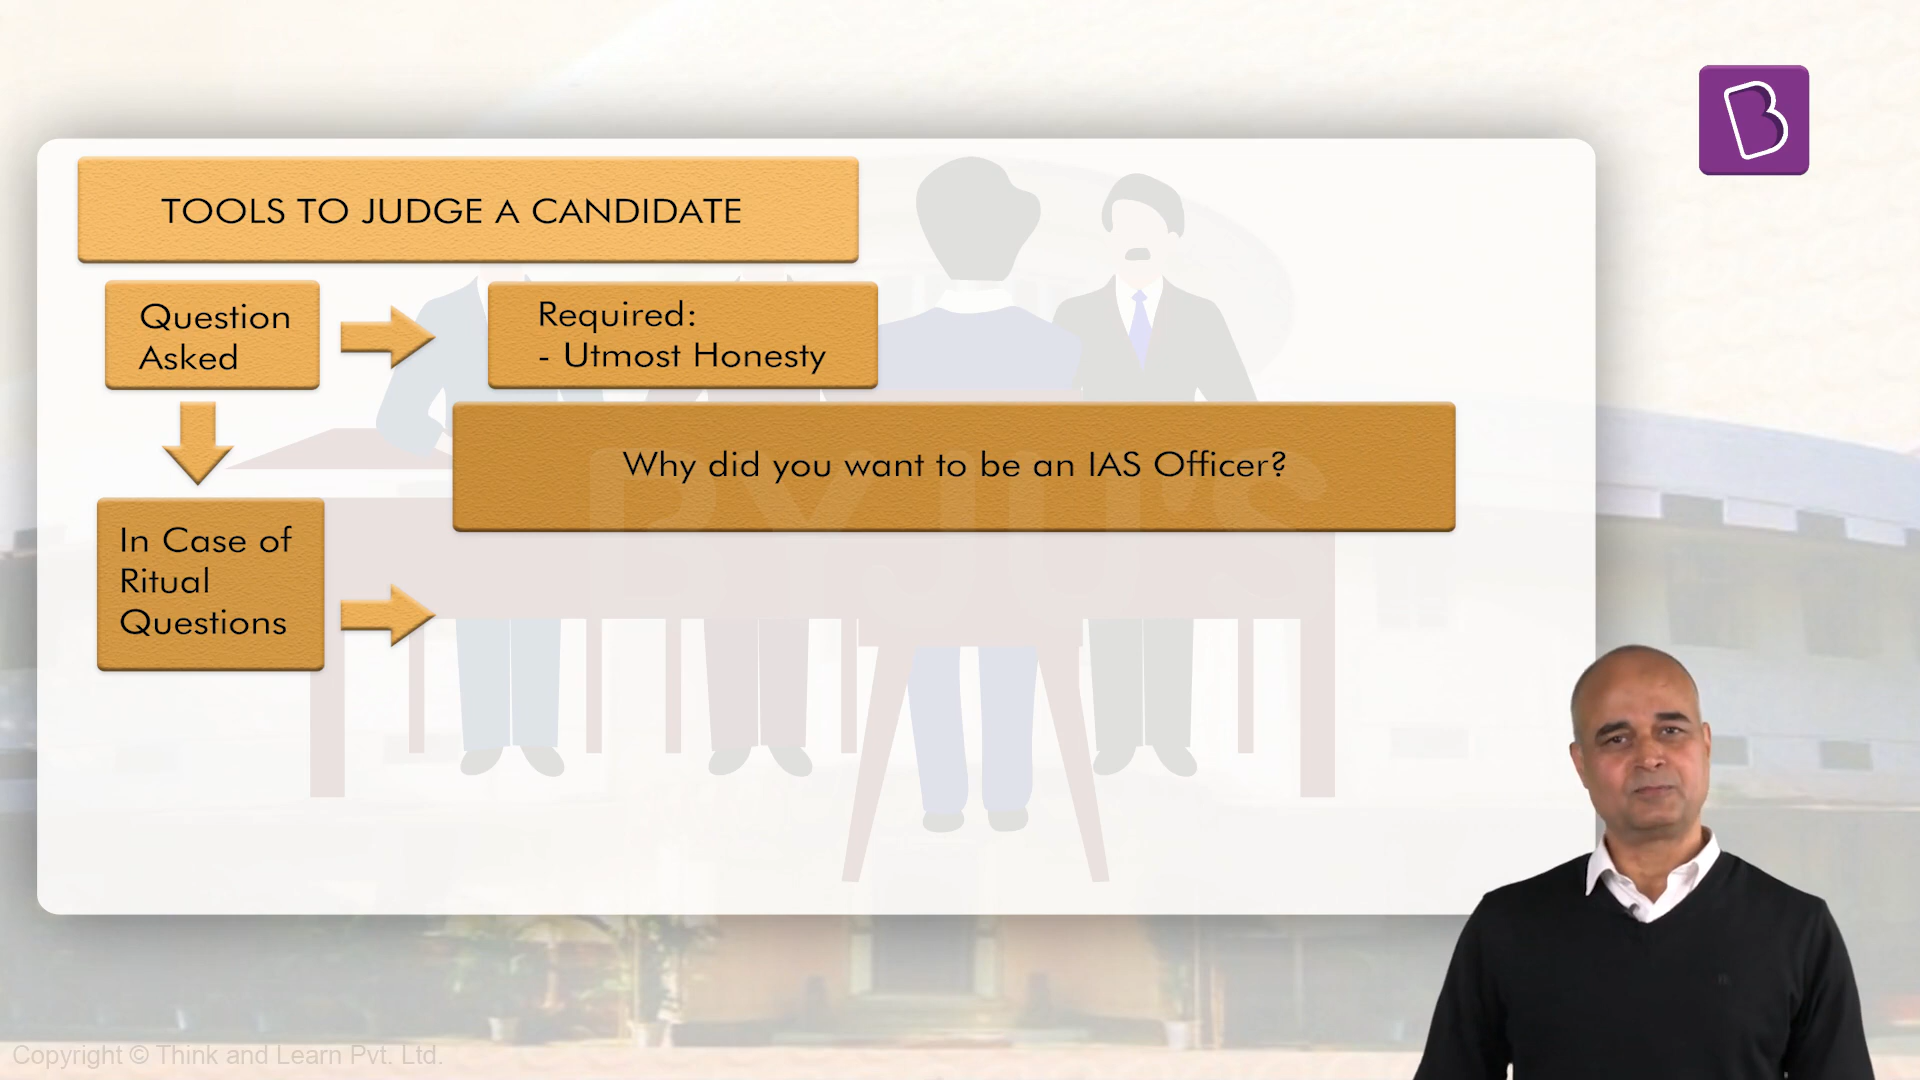 TOOLS TO JUDGE A CANDIDATE
Question
Asked
Required:
- Utmost Honesty
Why did you want to be an IAS Officer?
In Case of
Ritual
Questions
BYJU'S
B
Copyright © Think and Learn Pvt. Ltd.